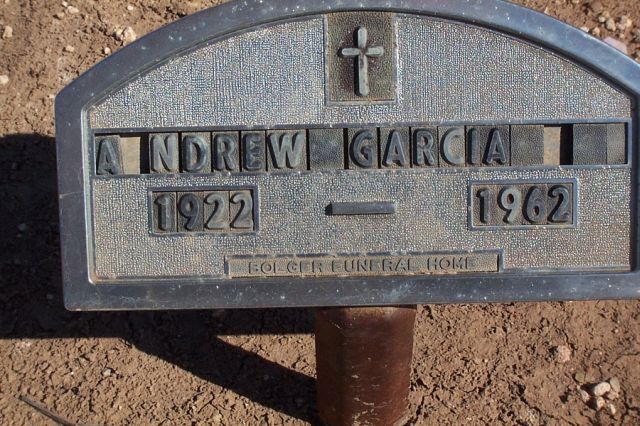 ANDREW GARCIA
1922 — 1962
BOLGER FUNERAL HOME